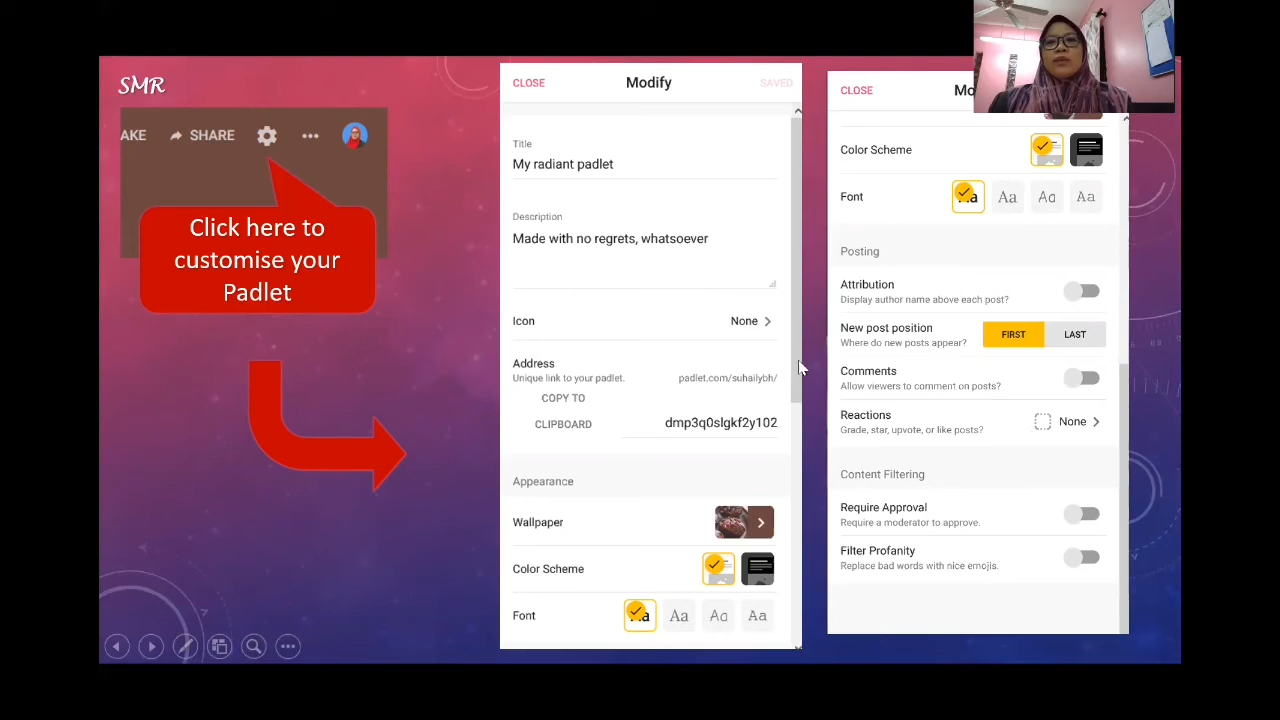 SMR
AKE SHARE
Click here to
customise your
Padlet
CLOSE Modify SAVED
Title
My radiant padlet
Description
Made with no regrets, whatsoever
Icon None
Address
Unique link to your padlet. padlet.com/suhailybh/
COPY TO
CLIPBOARD dmp3q0slgkf2y102
Appearance
Wallpaper
Color Scheme
Font Aa Aa Aa
CLOSE Mo
Color Scheme
Font Aa Aa Aa
Posting
Attribution
Display author name above each post?
New post position
Where do new posts appear? FIRST LAST
Comments
Allow viewers to comment on posts?
Reactions
Grade, star, upvote, or like posts? None
Content Filtering
Require Approval
Require a moderator to approve.
Filter Profanity
Replace bad words with nice emojis.